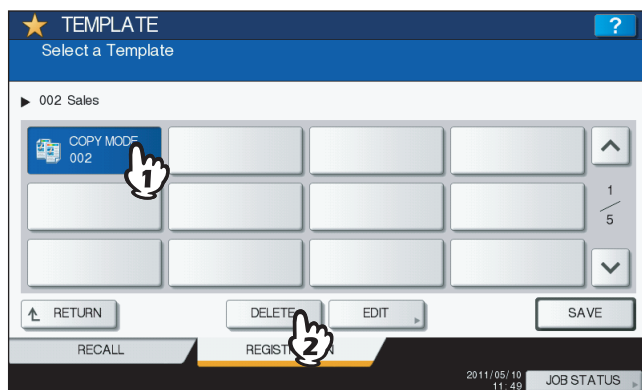 TEMPLATE
?
Select a Template
002 Sales
COPY MODE
002
1
1
5
RETURN
DELETE
EDIT
SAVE
2
RECALL
2011/05/10
11:49
JOB STATUS